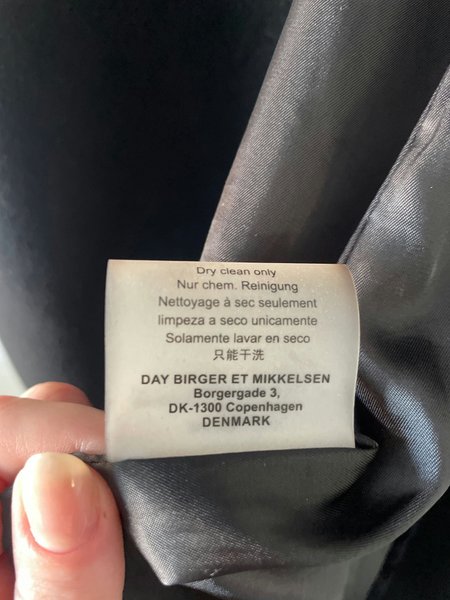 Dry clean only
Nur chem. Reinigung
Nettoyage à sec seulement
limpeza a seco unicamente
Solamente lavar en seco
只能干洗
DAY BIRGER ET MIKKELSEN
Borgergade 3,
DK-1300 Copenhagen
DENMARK